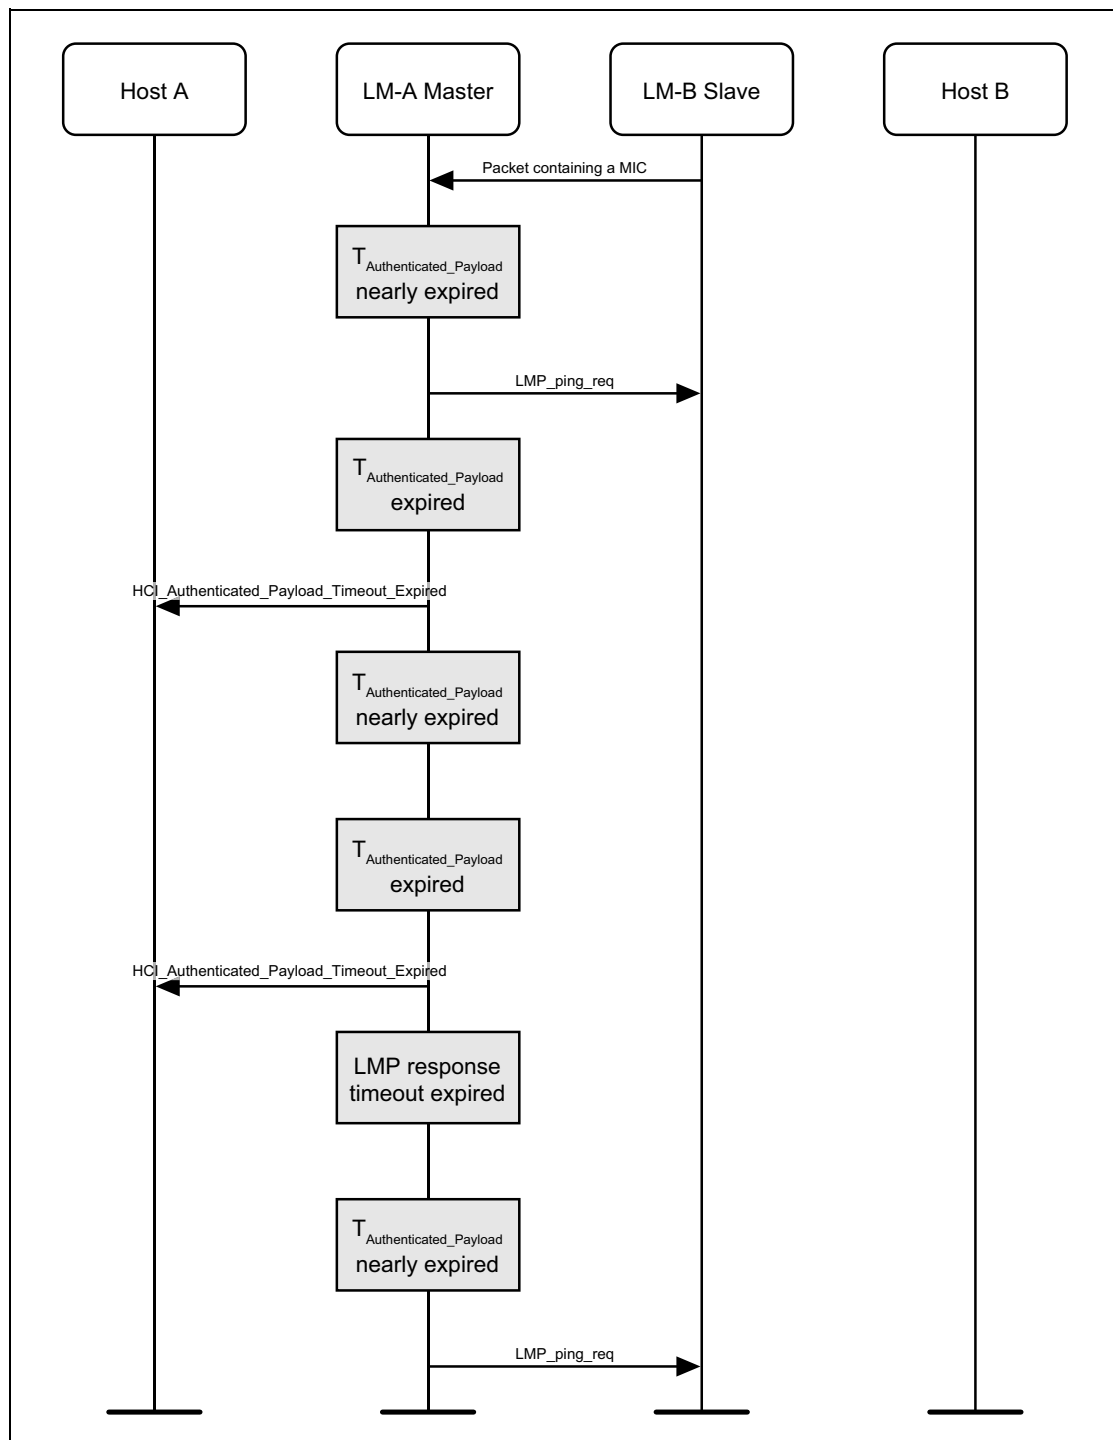 Host A
LM-A Master
LM-B Slave
Host B
Packet containing a MIC
TAuthenticated_Payload
nearly expired
LMP_ping_req
TAuthenticated_Payload
expired
HCI_Authenticated_Payload_Timeout_Expired
TAuthenticated_Payload
nearly expired
TAuthenticated_Payload
expired
HCI_Authenticated_Payload_Timeout_Expired
LMP response
timeout expired
TAuthenticated_Payload
nearly expired
LMP_ping_req